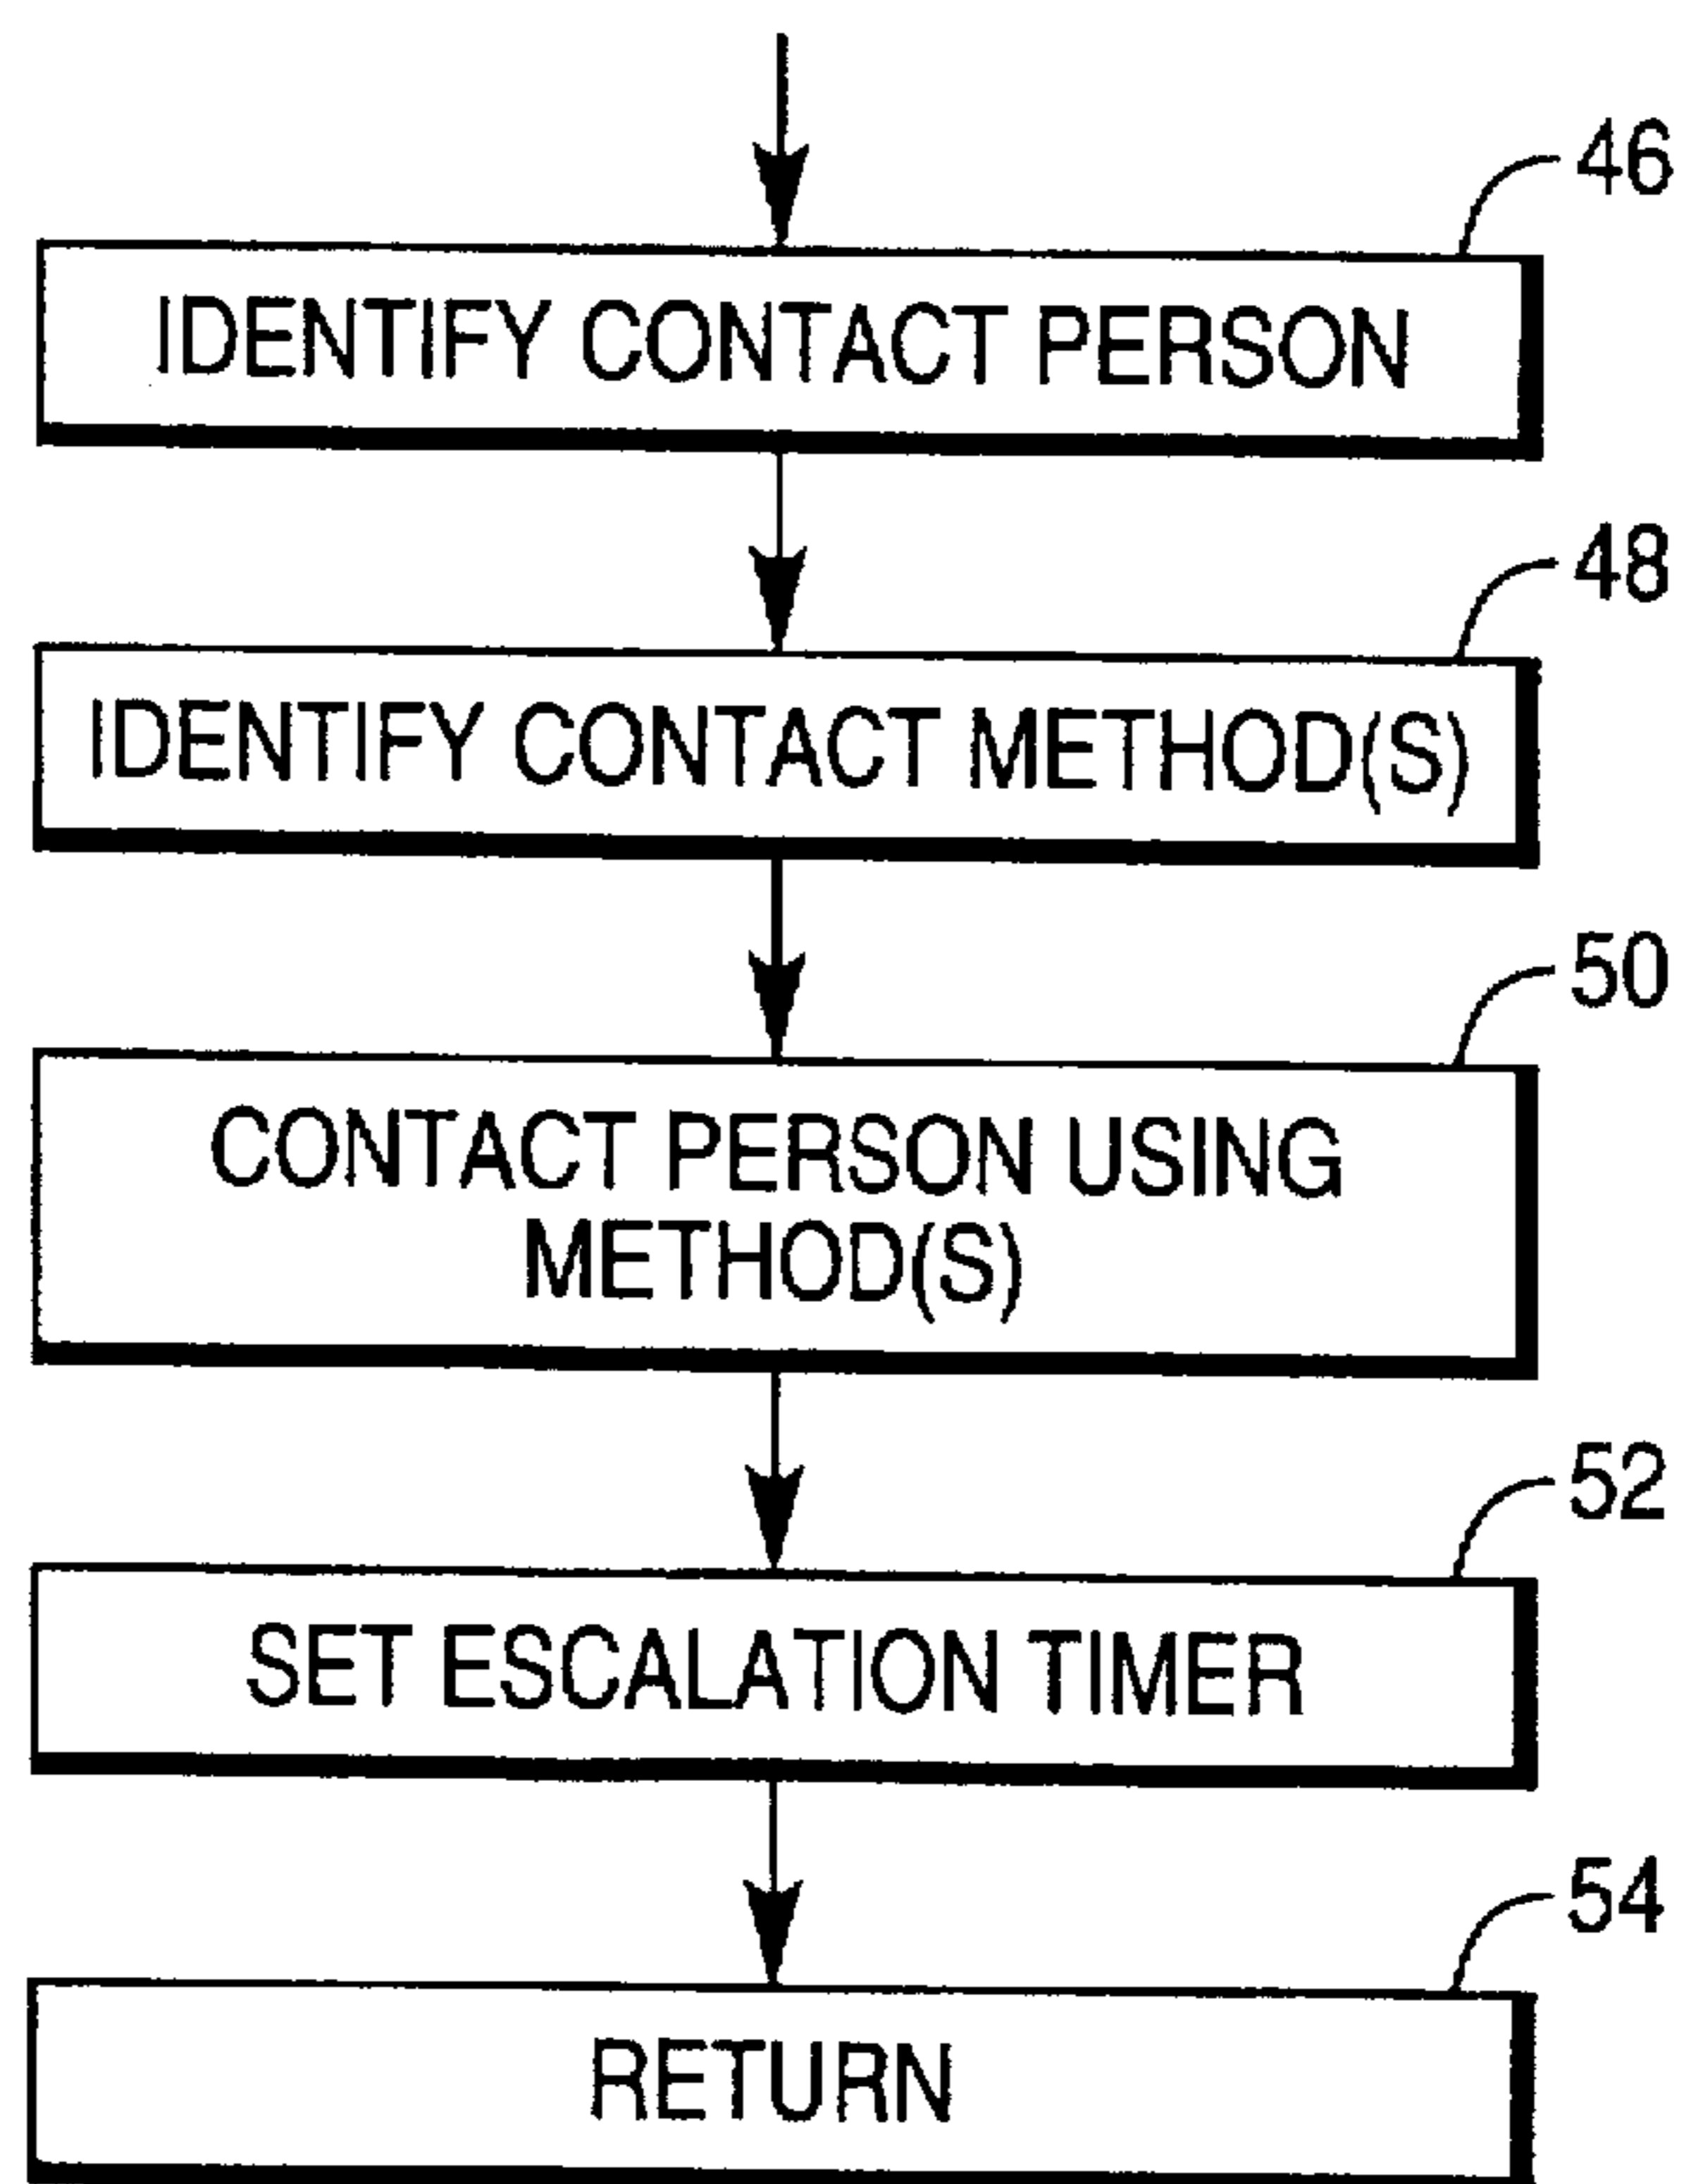 46
IDENTIFY CONTACT PERSON
48
IDENTIFY CONTACT METHOD(S)
50
CONTACT PERSON USING
METHOD(S)
52
SET ESCALATION TIMER
54
RETURN